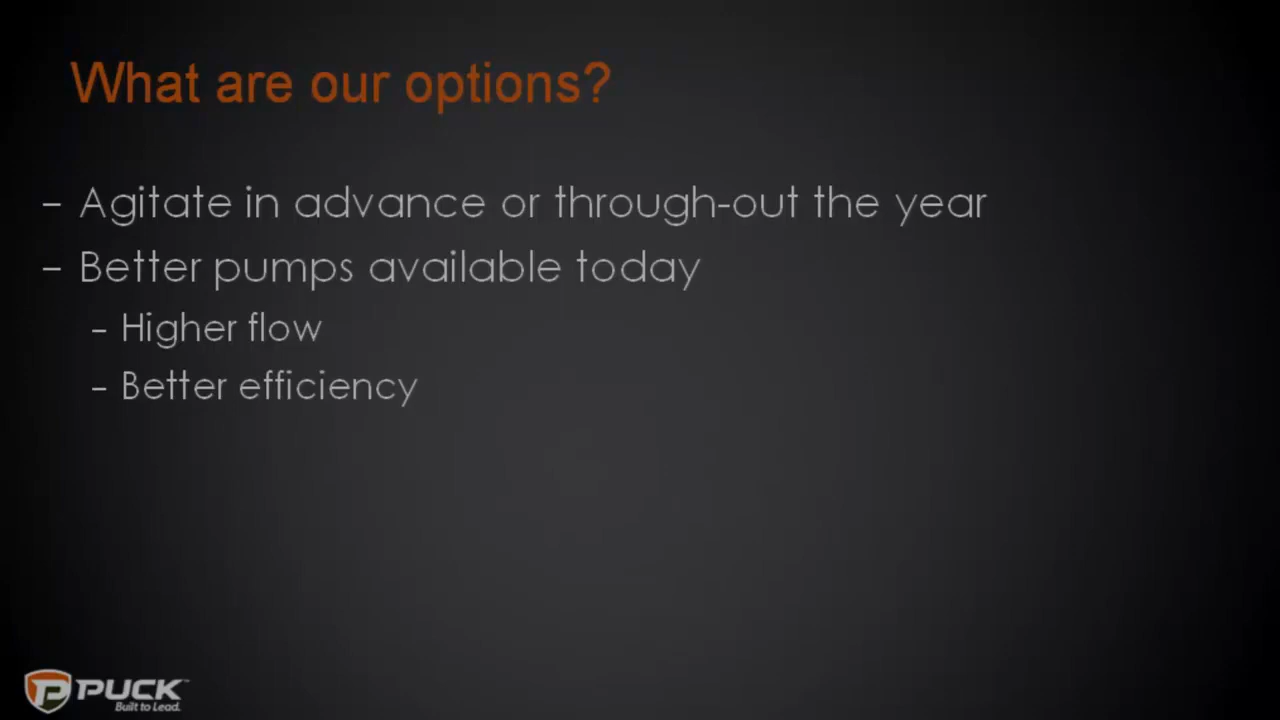 What are our options?
- Agitate in advance or through-out the year
- Better pumps available today
- Higher flow
- Better efficiency
PUCK™
Built to Lead.